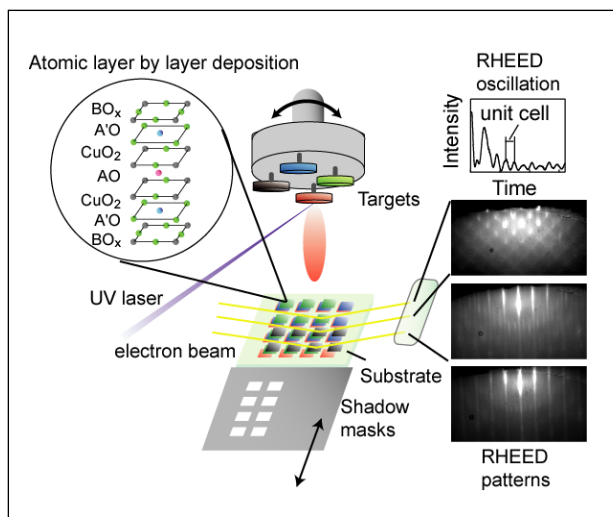 Atomic layer by layer deposition
BOx
A'O
CuO2
AO
CuO2
A'O
BOx
Targets
UV laser
electron beam
Substrate
Shadow
masks
RHEED
oscillation
unit cell
Intensity
Time
RHEED
patterns